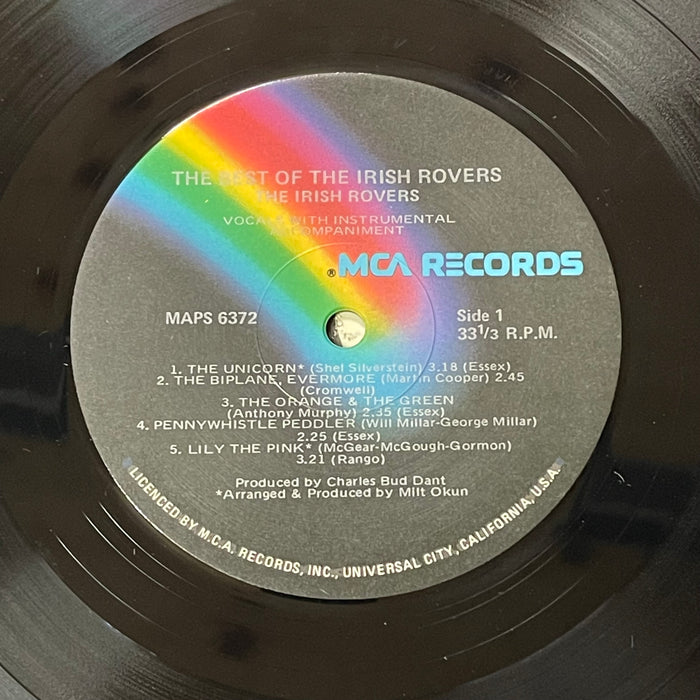 THE BEST OF THE IRISH ROVERS
THE IRISH ROVERS
VOCALS WITH INSTRUMENTAL
ACCOMPANIMENT
®MCA RECORDS
MAPS 6372
Side 1
33 1/3 R.P.M.
1. THE UNICORN* (Shel Silverstein) 3.18 (Essex)
2. THE BIPLANE, EVERMORE (Martin Cooper) 2.45
(Cromwell)
3. THE ORANGE & THE GREEN
(Anthony Murphy) 2.35 (Essex)
4. PENNYWHISTLE PEDDLER (Will Millar-George Millar)
2.25 (Essex)
5. LILY THE PINK* (McGear-McGough-Gormon)
3.21 (Rango)
Produced by Charles Bud Dant
*Arranged & Produced by Milt Okun
LICENCED BY M.C.A. RECORDS, INC., UNIVERSAL CITY, CALIFORNIA, U.S.A.